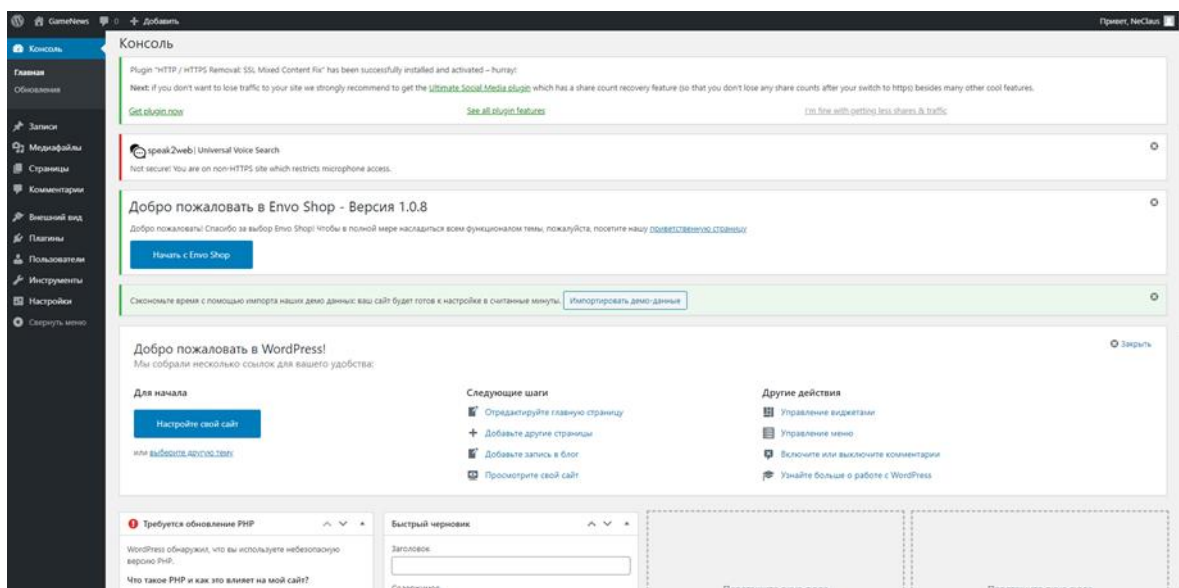 GameNews 0 + Добавить Привет, NeClaus
Консоль
Главная
Обновления
Записи
Медиафайлы
Страницы
Комментарии
Внешний вид
Плагины
Пользователи
Инструменты
Настройки
Свернуть меню
Консоль
Plugin "HTTP / HTTPS Removal: SSL Mixed Content Fix" has been successfully installed and activated – hurray!
Next: if you don't want to lose traffic to your site we strongly recommend to get the Ultimate Social Media plugin which has a share count recovery feature (so that you don't lose any share counts after your switch to https) besides many other cool features.
Get plugin now See all plugin features I'm fine with getting less shares & traffic
speak2web | Universal Voice Search
Not secure! You are on non-HTTPS site which restricts microphone access.
Добро пожаловать в Envo Shop - Версия 1.0.8
Добро пожаловать! Спасибо за выбор Envo Shop! Чтобы в полной мере насладиться всем функционалом темы, пожалуйста, посетите нашу приветственную страницу
Начать с Envo Shop
Сэкономьте время с помощью импорта наших демо данных: ваш сайт будет готов к настройке в считанные минуты. Импортировать демо-данные
Добро пожаловать в WordPress! Закрыть
Мы собрали несколько ссылок для вашего удобства:
Для начала
Настройте свой сайт
или выберите другую тему
Следующие шаги
Отредактируйте главную страницу
Добавьте другие страницы
Добавьте запись в блог
Просмотрите свой сайт
Другие действия
Управление виджетами
Управление меню
Включите или выключите комментарии
Узнайте больше о работе с WordPress
Требуется обновление PHP
WordPress обнаружил, что вы используете небезопасную
версию PHP.
Что такое PHP и как это влияет на мой сайт?
Быстрый черновик
Заголовок